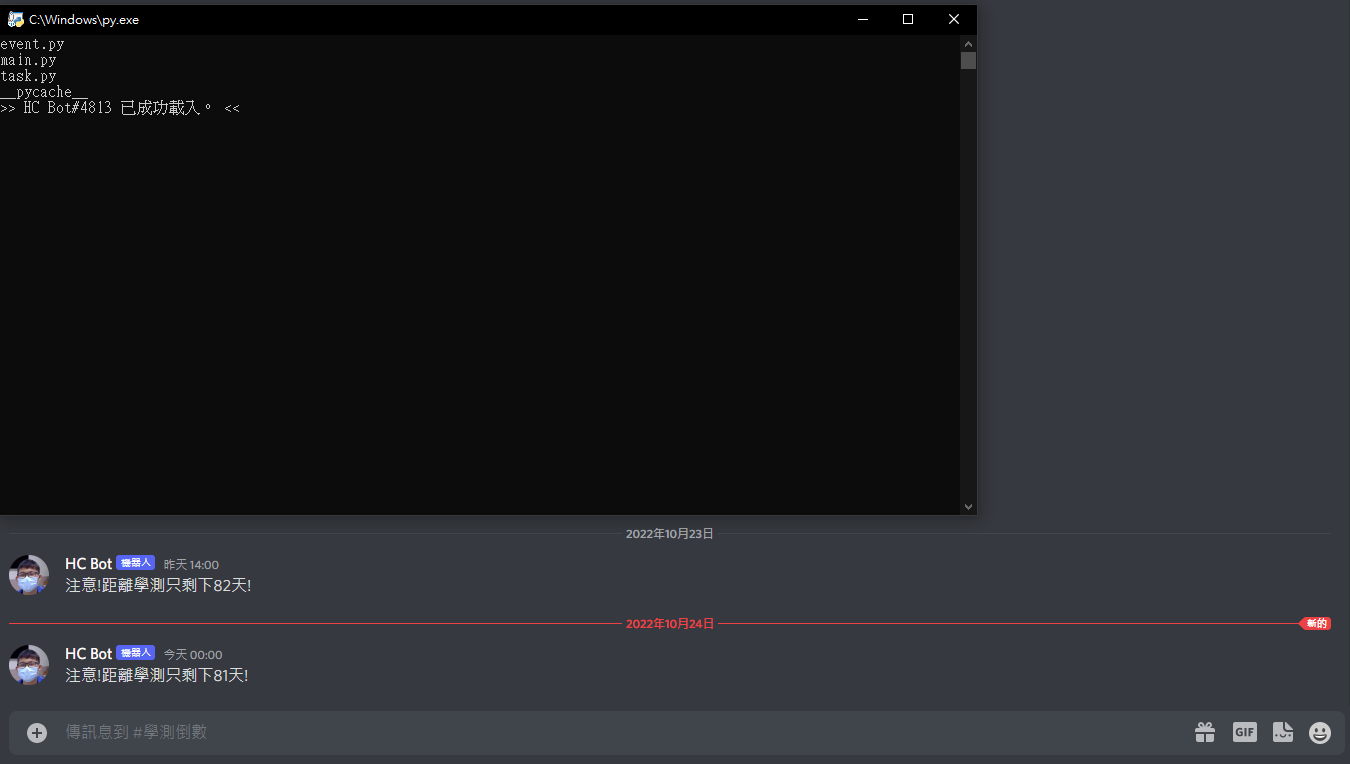 C:\Windows\py.exe
event.py
main.py
task.py
__pycache__
>> HC Bot#4813 已成功載入。 <<
2022年10月23日
HC Bot 機器人 昨天 14:00
注意!距離學測只剩下82天!
2022年10月24日 新的
HC Bot 機器人 今天 00:00
注意!距離學測只剩下81天!
傳訊息到 #學測倒數 GIF